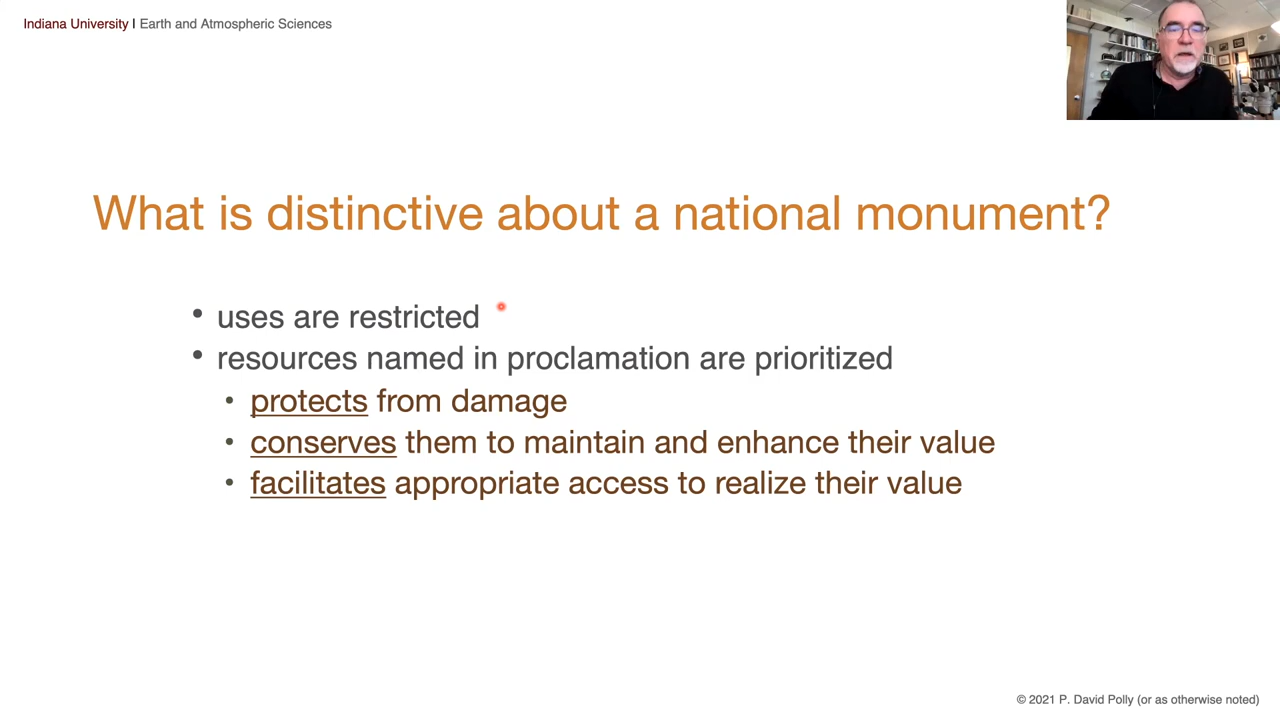 Indiana University | Earth and Atmospheric Sciences
What is distinctive about a national monument?
• uses are restricted
• resources named in proclamation are prioritized
• protects from damage
• conserves them to maintain and enhance their value
• facilitates appropriate access to realize their value
© 2021 P. David Polly (or as otherwise noted)